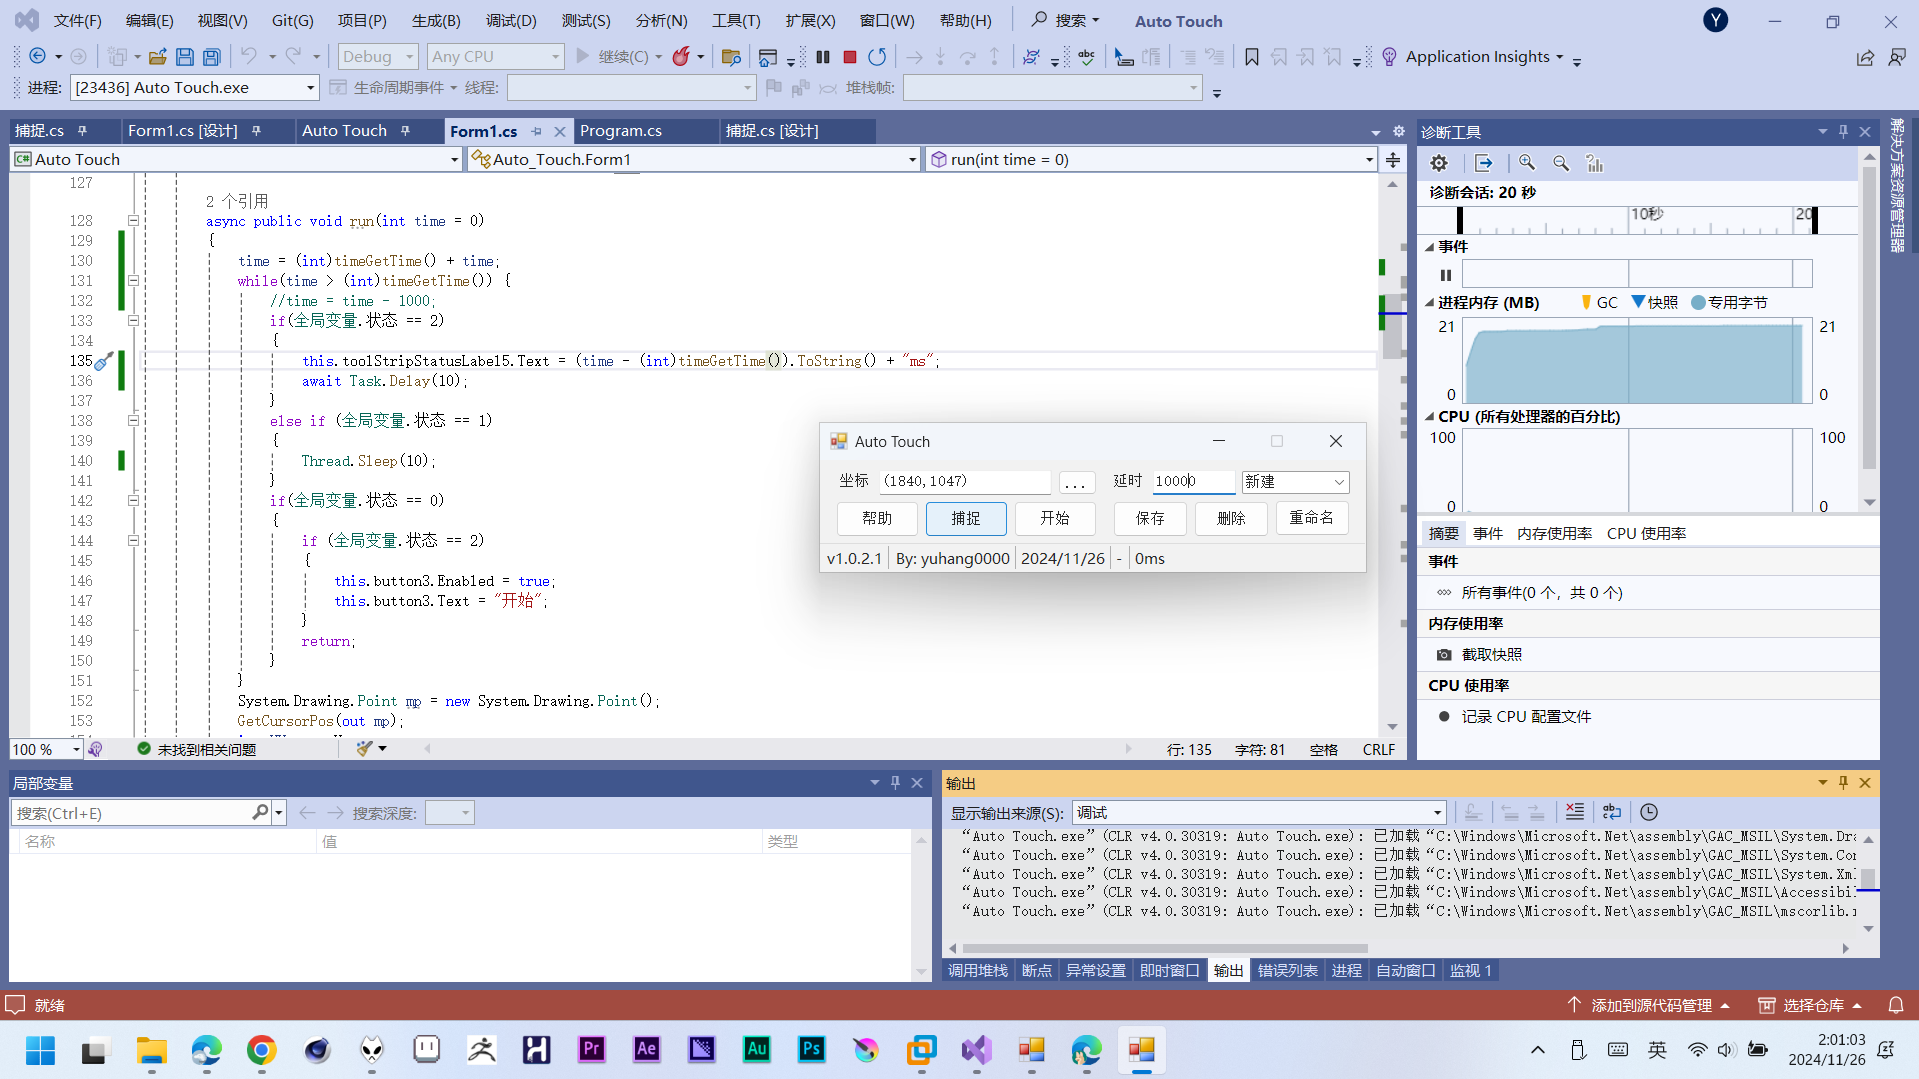 文件(F) 编辑(E) 视图(V) Git(G) 项目(P) 生成(B) 调试(D) 测试(S) 分析(N) 工具(T) 扩展(X) 窗口(W) 帮助(H) 搜索 Auto Touch Y
Debug Any CPU 继续(C) Application Insights
进程: [23436] Auto Touch.exe 生命周期事件 线程: 堆栈帧:
捕捉.cs Form1.cs [设计] Auto Touch Form1.cs Program.cs 捕捉.cs [设计]
Auto Touch Auto_Touch.Form1 run(int time = 0)
127
2 个引用
128 async public void run(int time = 0)
129 {
130 time = (int)timeGetTime() + time;
131 while(time > (int)timeGetTime()) {
132 //time = time - 1000;
133 if(全局变量.状态 == 2)
134 {
135 this.toolStripStatusLabel5.Text = (time - (int)timeGetTime()).ToString() + "ms";
136 await Task.Delay(10);
137 }
138 else if (全局变量.状态 == 1)
139 {
140 Thread.Sleep(10);
141 }
142 if(全局变量.状态 == 0)
143 {
144 if (全局变量.状态 == 2)
145 {
146 this.button3.Enabled = true;
147 this.button3.Text = "开始";
148 }
149 return;
150 }
151 }
152 System.Drawing.Point mp = new System.Drawing.Point();
153 GetCursorPos(out mp);
100 % 未找到相关问题 行: 135 字符: 81 空格 CRLF
Auto Touch
坐标 (1840,1047) ... 延时 10000 新建
帮助 捕捉 开始 保存 删除 重命名
v1.0.2.1 By: yuhang0000 2024/11/26 - 0ms
诊断工具
诊断会话: 20 秒
10秒 20
事件
进程内存 (MB) GC 快照 专用字节
21 21
0 0
CPU (所有处理器的百分比)
100 100
0 0
摘要 事件 内存使用率 CPU 使用率
事件
所有事件(0 个，共 0 个)
内存使用率
截取快照
CPU 使用率
记录 CPU 配置文件
解决方案资源管理器
局部变量
搜索(Ctrl+E) 搜索深度:
名称 值 类型
输出
显示输出来源(S): 调试
“Auto Touch.exe”(CLR v4.0.30319: Auto Touch.exe): 已加载“C:\Windows\Microsoft.Net\assembly\GAC_MSIL\System.Dra
“Auto Touch.exe”(CLR v4.0.30319: Auto Touch.exe): 已加载“C:\Windows\Microsoft.Net\assembly\GAC_MSIL\System.Cor
“Auto Touch.exe”(CLR v4.0.30319: Auto Touch.exe): 已加载“C:\Windows\Microsoft.Net\assembly\GAC_MSIL\System.Xml
“Auto Touch.exe”(CLR v4.0.30319: Auto Touch.exe): 已加载“C:\Windows\Microsoft.Net\assembly\GAC_MSIL\Accessibil
“Auto Touch.exe”(CLR v4.0.30319: Auto Touch.exe): 已加载“C:\Windows\Microsoft.Net\assembly\GAC_MSIL\mscorlib.r
调用堆栈 断点 异常设置 即时窗口 输出 错误列表 进程 自动窗口 监视 1
就绪 添加到源代码管理 选择仓库
Pr Ae Au Ps 英 2:01:03
2024/11/26